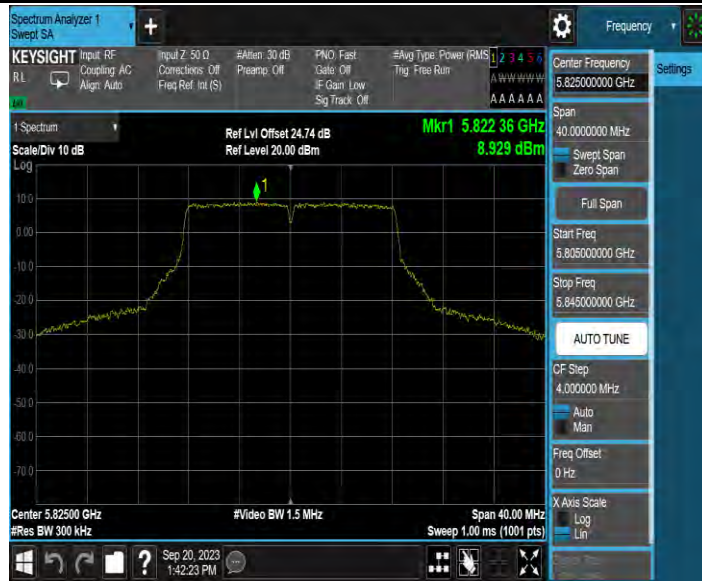 Spectrum Analyzer 1
Swept SA
+
Frequency
KEYSIGHT
RL
Input: RF
Coupling: AC
Align: Auto
Input Z: 50 Ω
Corrections: Off
Freq Ref: Int (S)
#Atten: 30 dB
Preamp: Off
PNO: Fast
Gate: Off
IF Gain: Low
Sig Track: Off
#Avg Type: Power (RMS
Trig: Free Run
1 2 3 4 5 6
A W W W W W
A A A A A A
1 Spectrum
Scale/Div 10 dB
Log
Ref Lvl Offset 24.74 dB
Ref Level 20.00 dBm
Mkr1 5.822 36 GHz
8.929 dBm
1
10.0
0.00
-10.0
-20.0
-30.0
-40.0
-50.0
-60.0
-70.0
Center 5.82500 GHz
#Res BW 300 kHz
#Video BW 1.5 MHz
Span 40.00 MHz
Sweep 1.00 ms (1001 pts)
Sep 20, 2023
1:42:23 PM
?
Center Frequency
5.825000000 GHz
Settings
Span
40.0000000 MHz
Swept Span
Zero Span
Full Span
Start Freq
5.805000000 GHz
Stop Freq
5.845000000 GHz
AUTO TUNE
CF Step
4.000000 MHz
Auto
Man
Freq Offset
0 Hz
X Axis Scale
Log
Lin